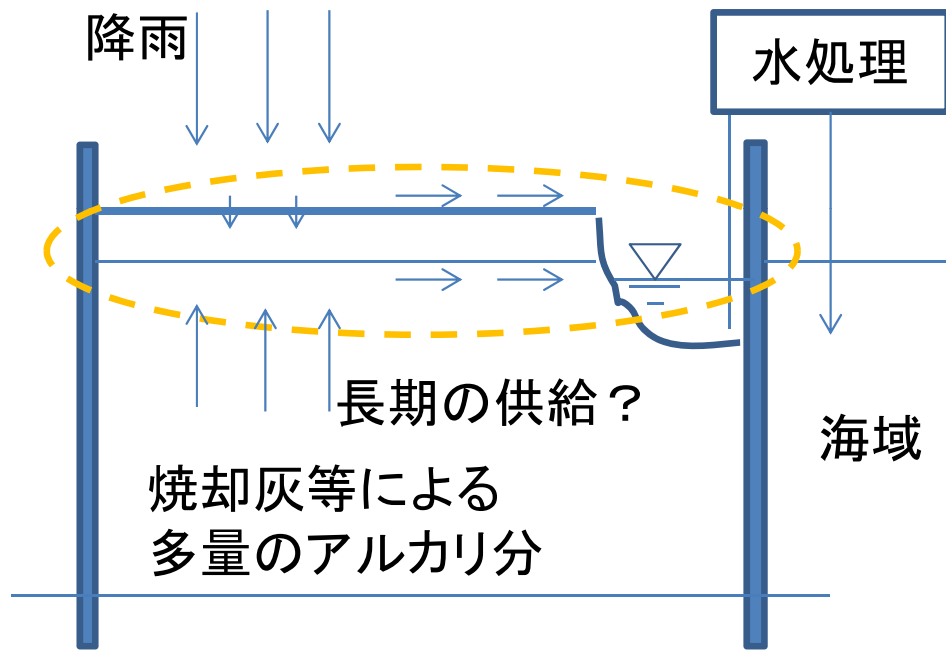 降雨
水処理
長期の供給？
海域
焼却灰等による
多量のアルカリ分